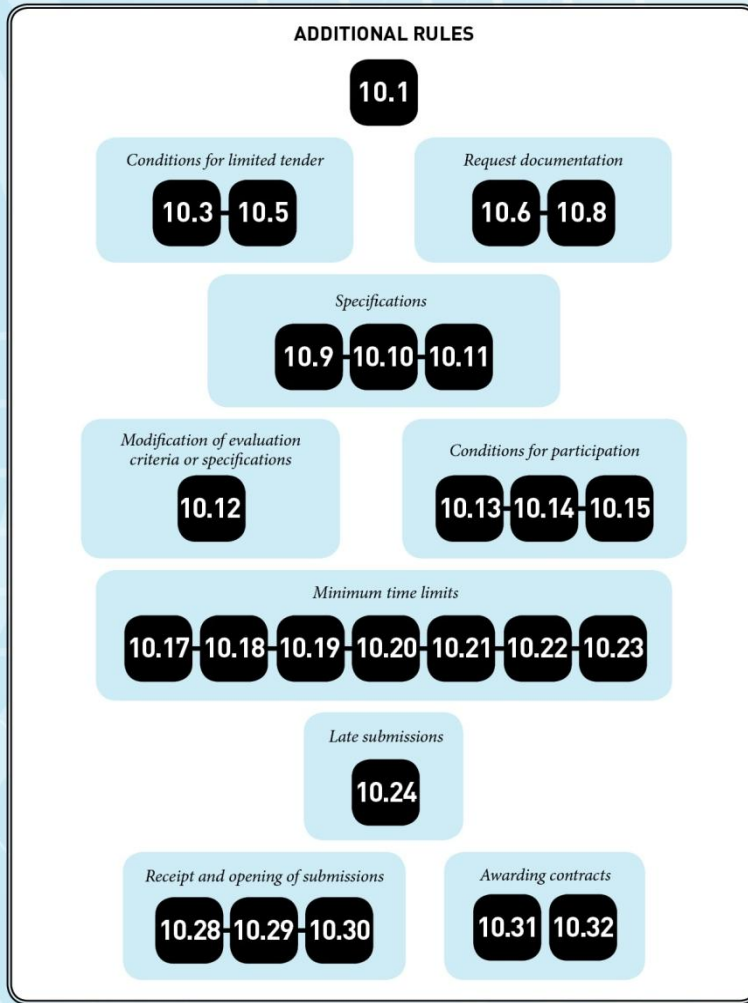 ADDITIONAL RULES
10.1
Conditions for limited tender
10.3-10.5
Request documentation
10.6-10.8
Specifications
10.9-10.10-10.11
Modification of evaluation
criteria or specifications
10.12
Conditions for participation
10.13-10.14-10.15
Minimum time limits
10.17-10.18-10.19-10.20-10.21-10.22-10.23
Late submissions
10.24
Receipt and opening of submissions
10.28-10.29-10.30
Awarding contracts
10.31 10.32